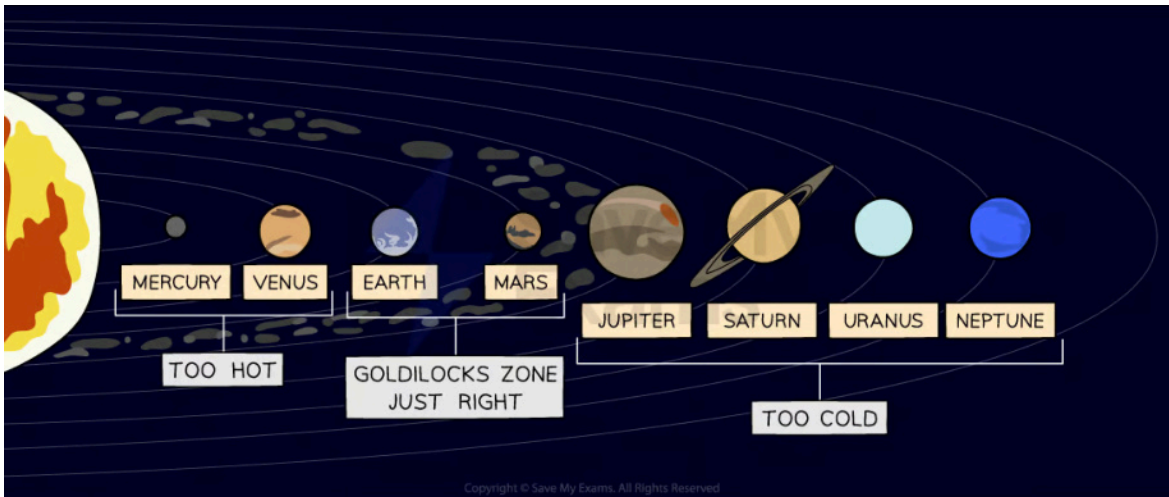 MERCURY
VENUS
EARTH
MARS
JUPITER
SATURN
URANUS
NEPTUNE
TOO HOT
GOLDILOCKS ZONE
JUST RIGHT
TOO COLD
Copyright © Save My Exams. All Rights Reserved